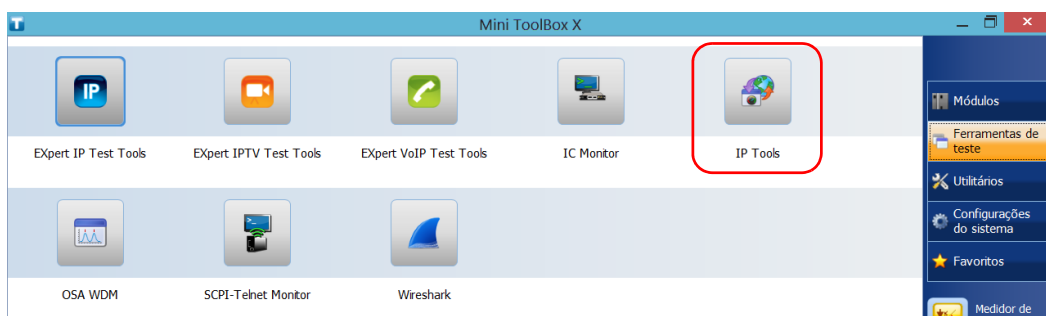 Mini ToolBox X
IP
EXpert IP Test Tools
EXpert IPTV Test Tools
EXpert VoIP Test Tools
IC Monitor
IP Tools
OSA WDM
SCPI-Telnet Monitor
Wireshark
Módulos
Ferramentas de
teste
Utilitários
Configurações
do sistema
Favoritos
Medidor de